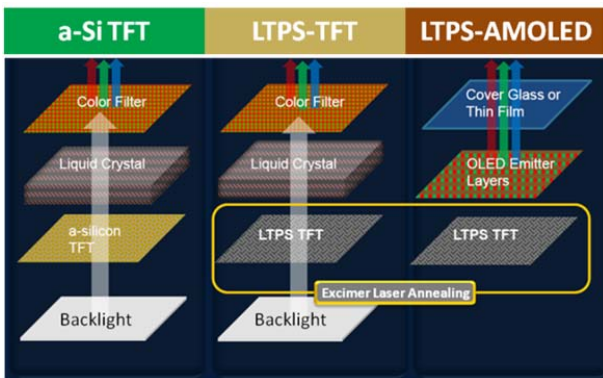 a-Si TFT
LTPS-TFT
LTPS-AMOLED
Color Filter
Liquid Crystal
a-silicon
TFT
Backlight
Color Filter
Liquid Crystal
LTPS TFT
Backlight
Cover Glass or
Thin Film
OLED Emitter
Layers
LTPS TFT
Excimer Laser Annealing